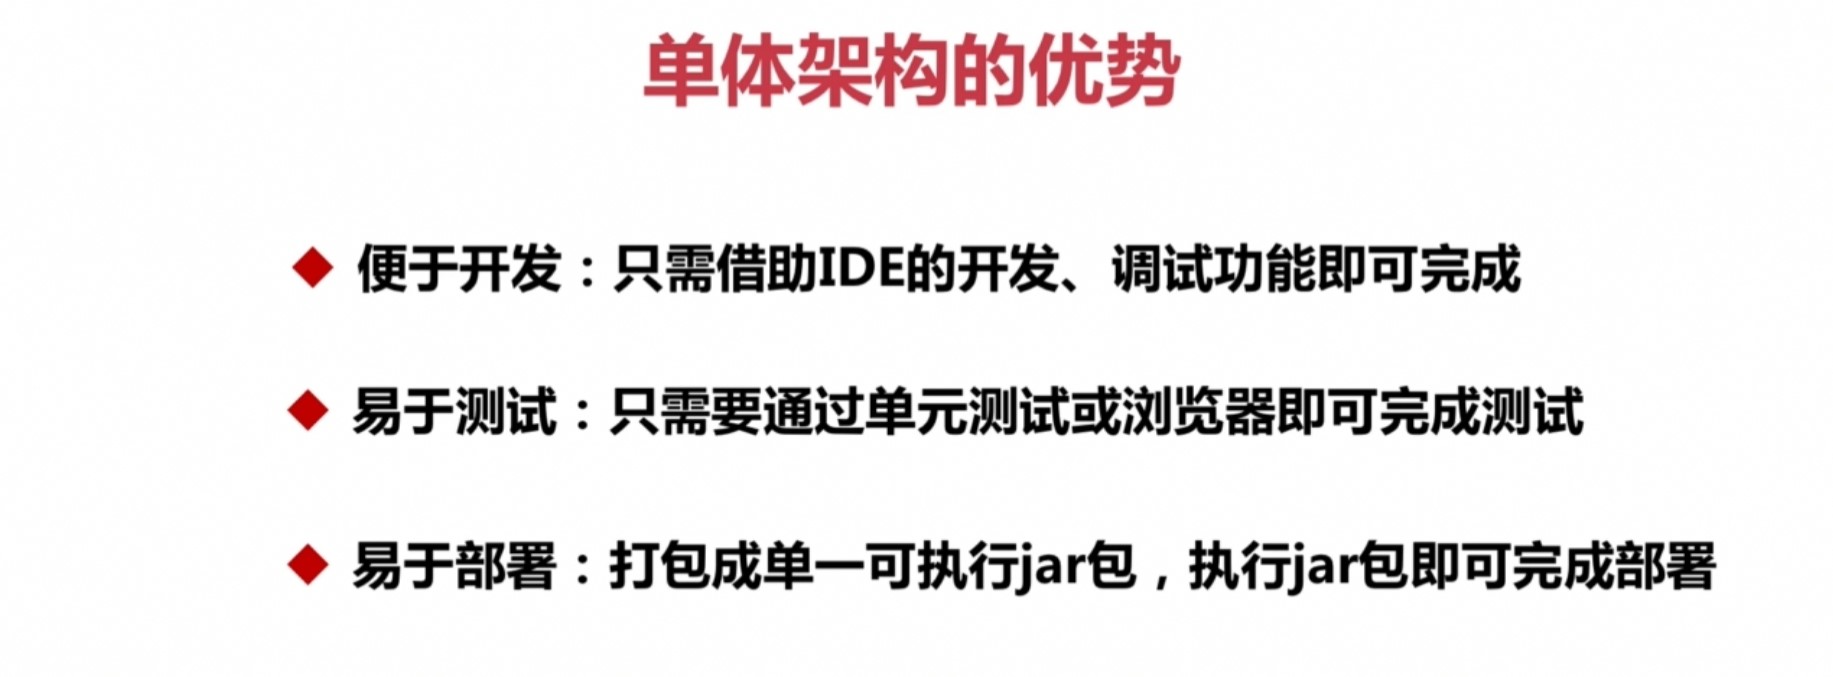 单体架构的优势
便于开发：只需借助IDE的开发、调试功能即可完成
易于测试：只需要通过单元测试或浏览器即可完成测试
易于部署：打包成单一可执行jar包，执行jar包即可完成部署